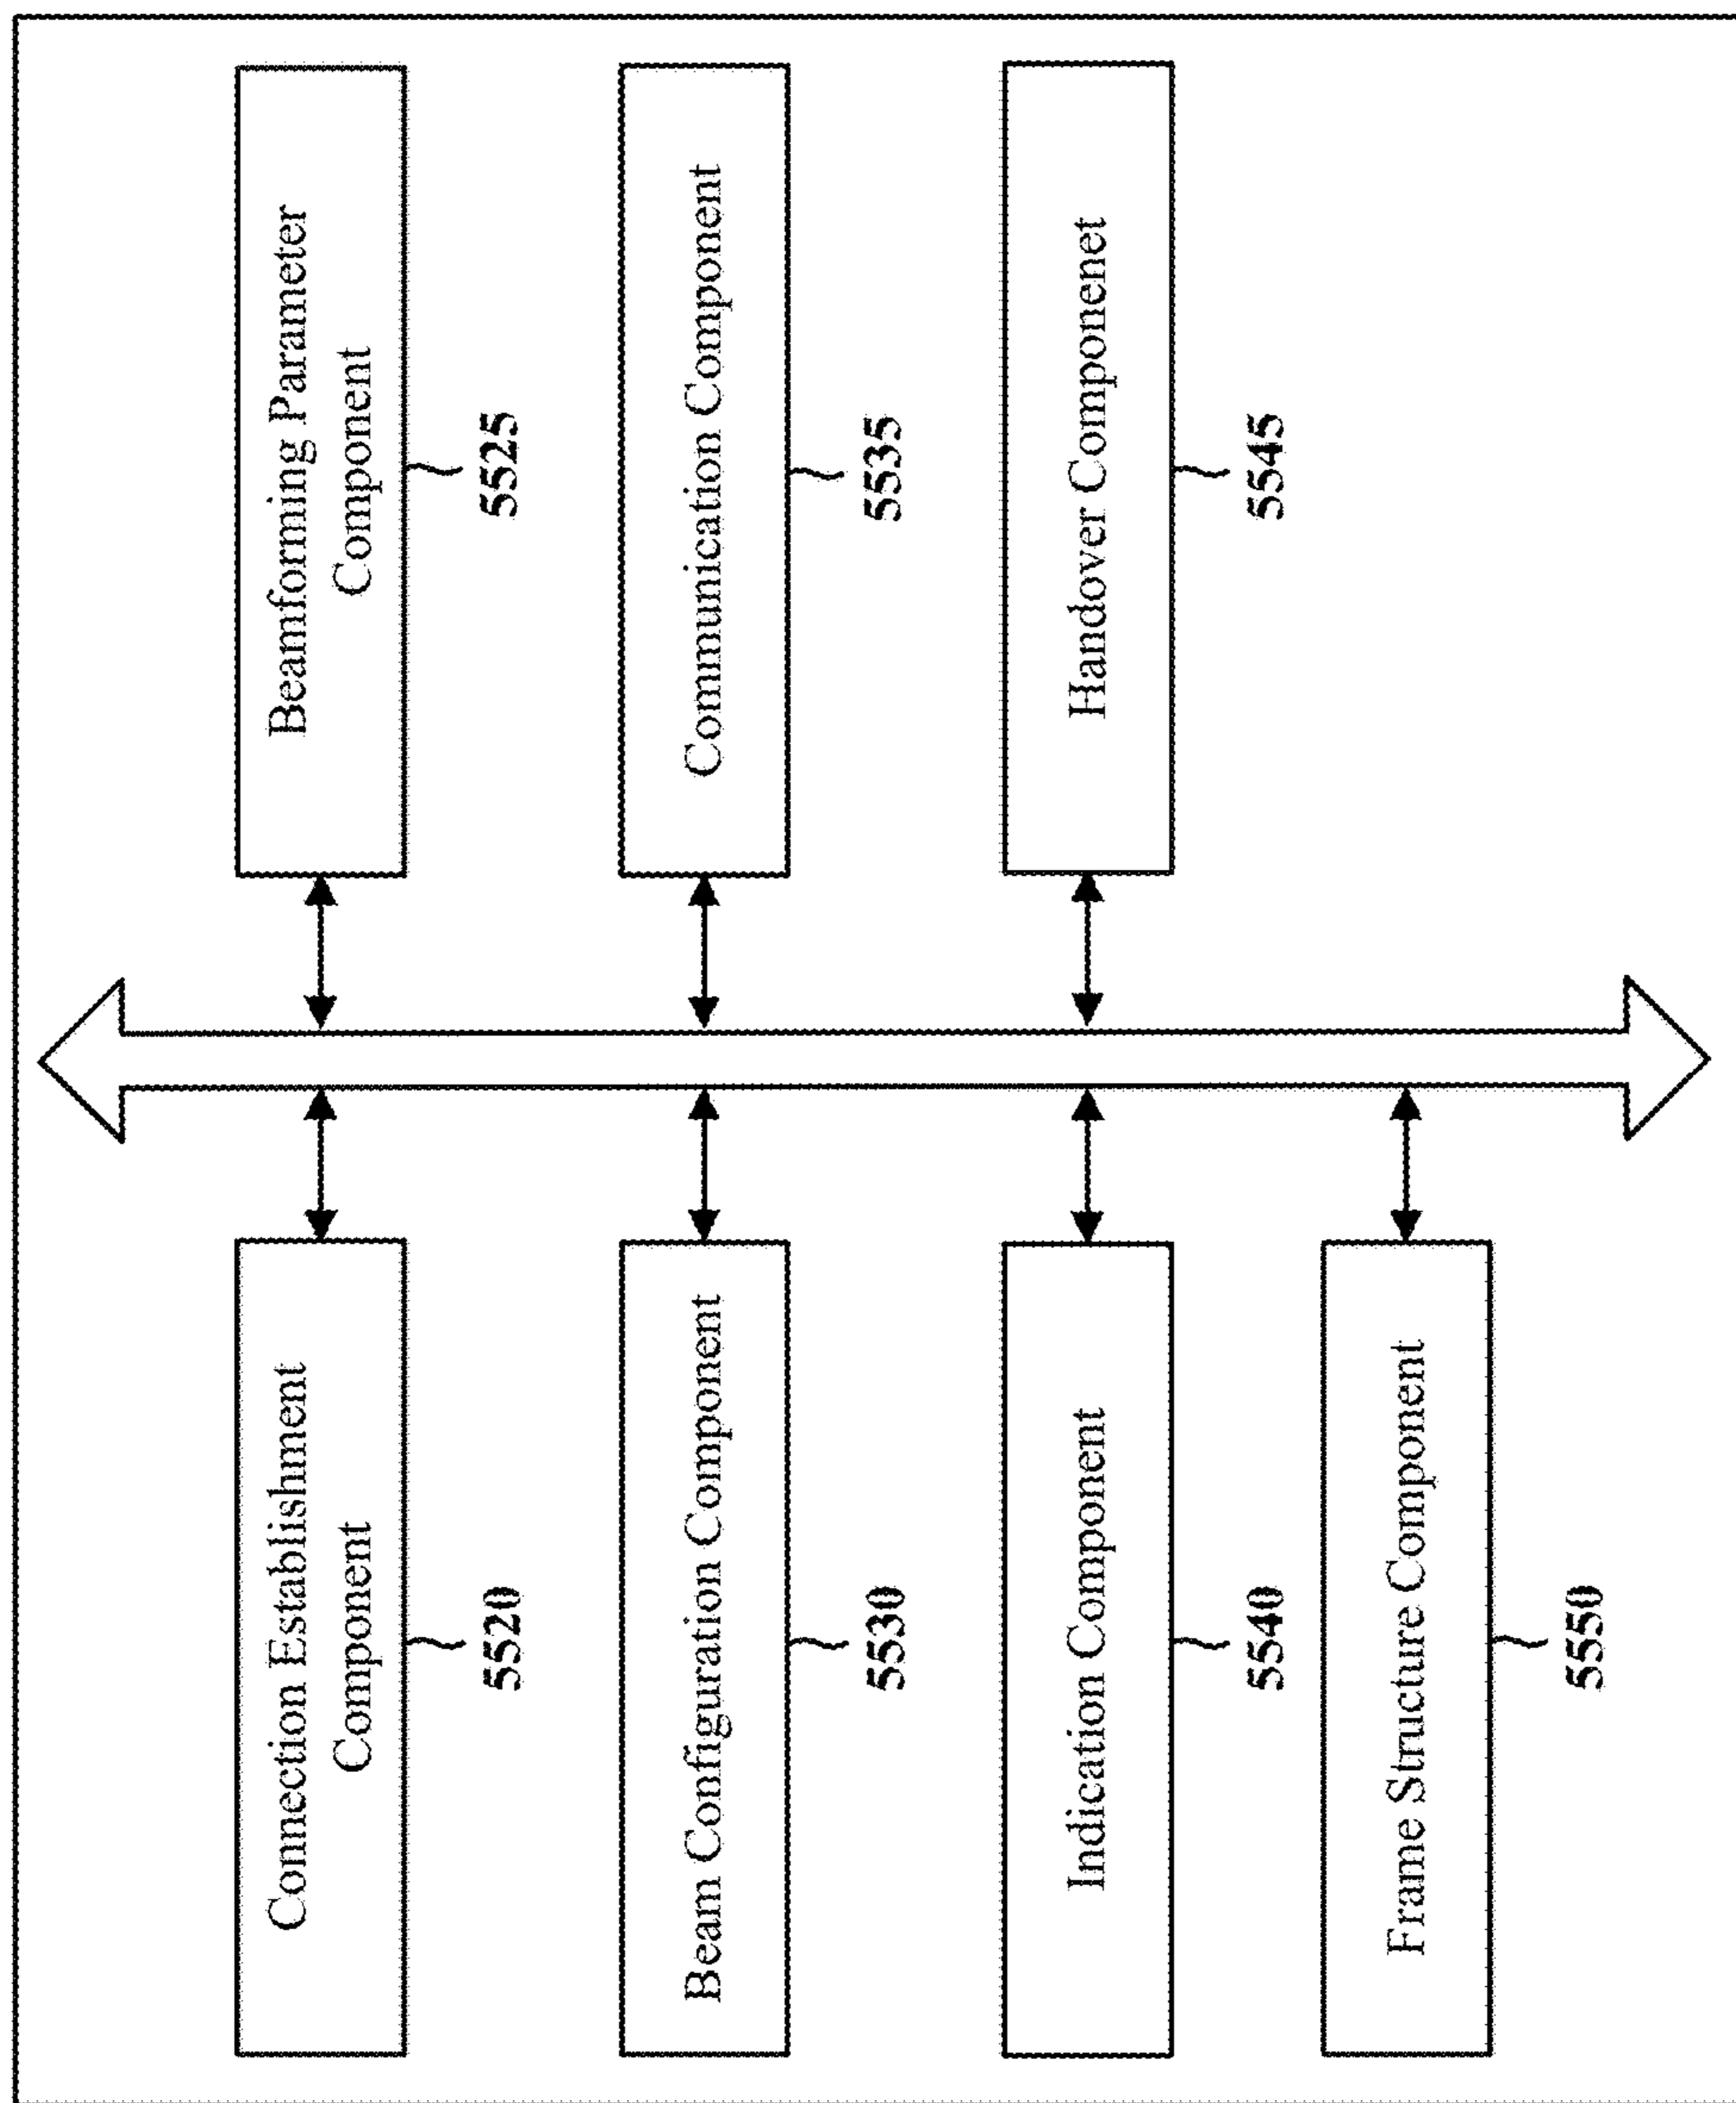 Connection Establishment
Component
5520
Beamforming Parameter
Component
5525
Beam Configuration Component
5530
Communication Component
5535
Indication Component
5540
Handover Componenet
5545
Frame Structure Component
5550